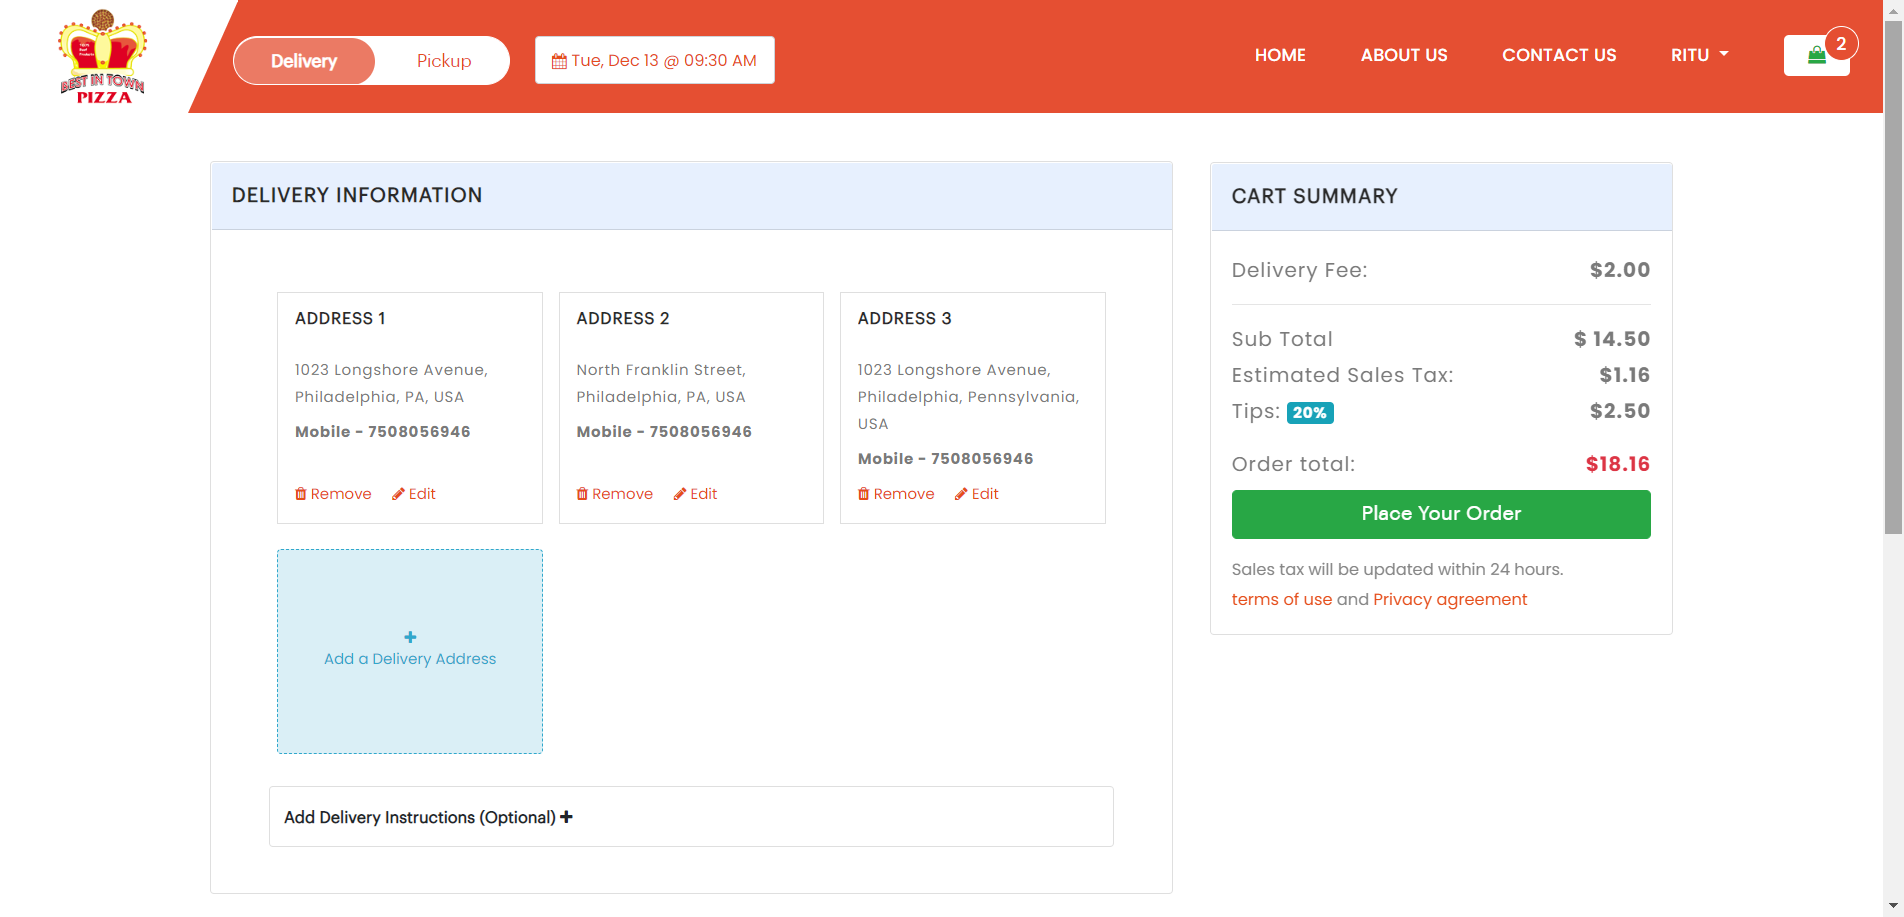 BEST IN TOWN
PIZZA
Delivery
Pickup
Tue, Dec 13 @ 09:30 AM
HOME
ABOUT US
CONTACT US
RITU
2
DELIVERY INFORMATION
ADDRESS 1
1023 Longshore Avenue,
Philadelphia, PA, USA
Mobile - 7508056946
Remove
Edit
ADDRESS 2
North Franklin Street,
Philadelphia, PA, USA
Mobile - 7508056946
Remove
Edit
ADDRESS 3
1023 Longshore Avenue,
Philadelphia, Pennsylvania,
USA
Mobile - 7508056946
Remove
Edit
Add a Delivery Address
Add Delivery Instructions (Optional)
CART SUMMARY
Delivery Fee: $2.00
Sub Total $ 14.50
Estimated Sales Tax: $1.16
Tips: 20% $2.50
Order total: $18.16
Place Your Order
Sales tax will be updated within 24 hours.
terms of use and Privacy agreement